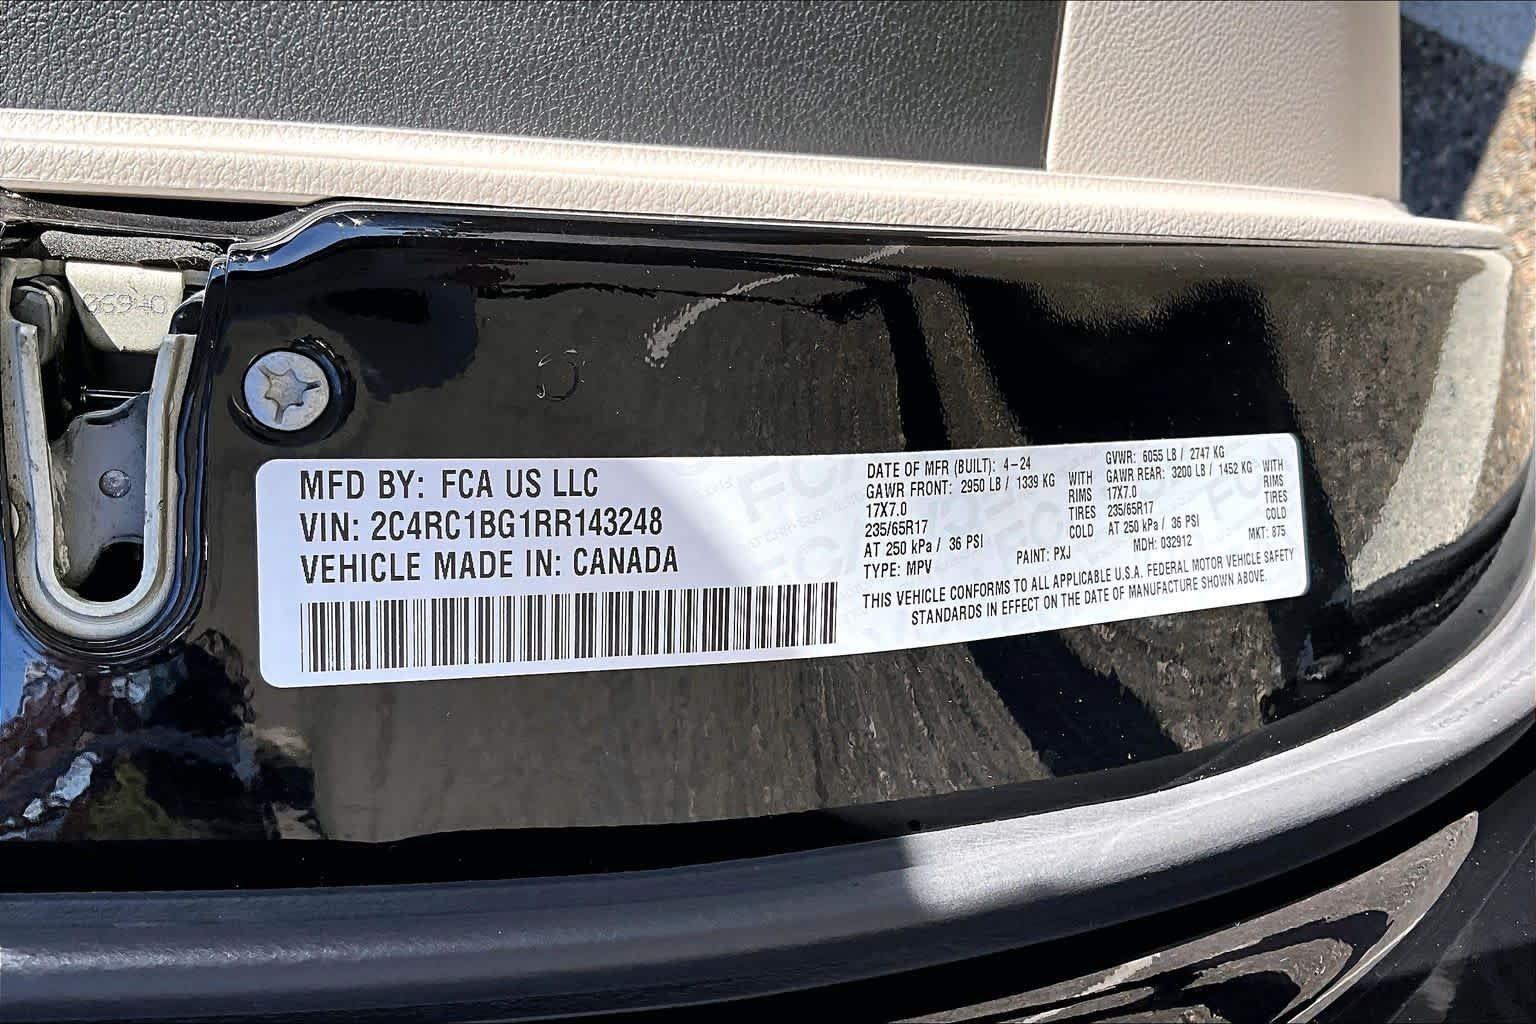 06940
MFD BY: FCA US LLC
VIN: 2C4RC1BG1RR143248
VEHICLE MADE IN: CANADA
DATE OF MFR (BUILT): 4-24
GAWR FRONT: 2950 LB / 1339 KG WITH
17X7.0 RIMS
235/65R17 TIRES
AT 250 kPa / 36 PSI COLD
TYPE: MPV
GVWR: 6055 LB / 2747 KG
GAWR REAR: 3200 LB / 1452 KG WITH
17X7.0 RIMS
235/65R17 TIRES
AT 250 kPa / 36 PSI COLD
PAINT: PXJ MDH: 032912 MKT: 875
THIS VEHICLE CONFORMS TO ALL APPLICABLE U.S.A. FEDERAL MOTOR VEHICLE SAFETY
STANDARDS IN EFFECT ON THE DATE OF MANUFACTURE SHOWN ABOVE.